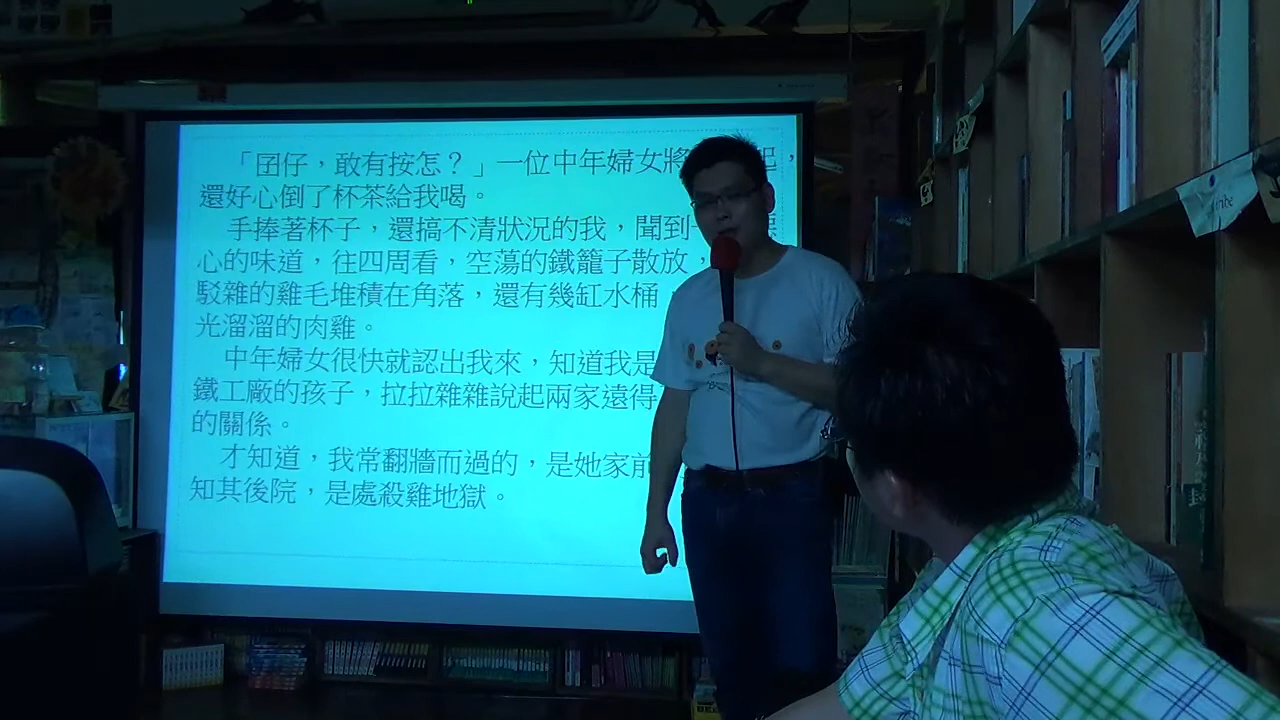 「囝仔，敢有按怎？」一位中年婦女將 起，
還好心倒了杯茶給我喝。
手捧著杯子，還搞不清狀況的我，聞到
心的味道，往四周看，空蕩的鐵籠子散放，
駁雜的雞毛堆積在角落，還有幾缸水桶
光溜溜的肉雞。
中年婦女很快就認出我來，知道我是
鐵工廠的孩子，拉拉雜雜說起兩家遠得
的關係。
才知道，我常翻牆而過的，是她家前
知其後院，是處殺雞地獄。